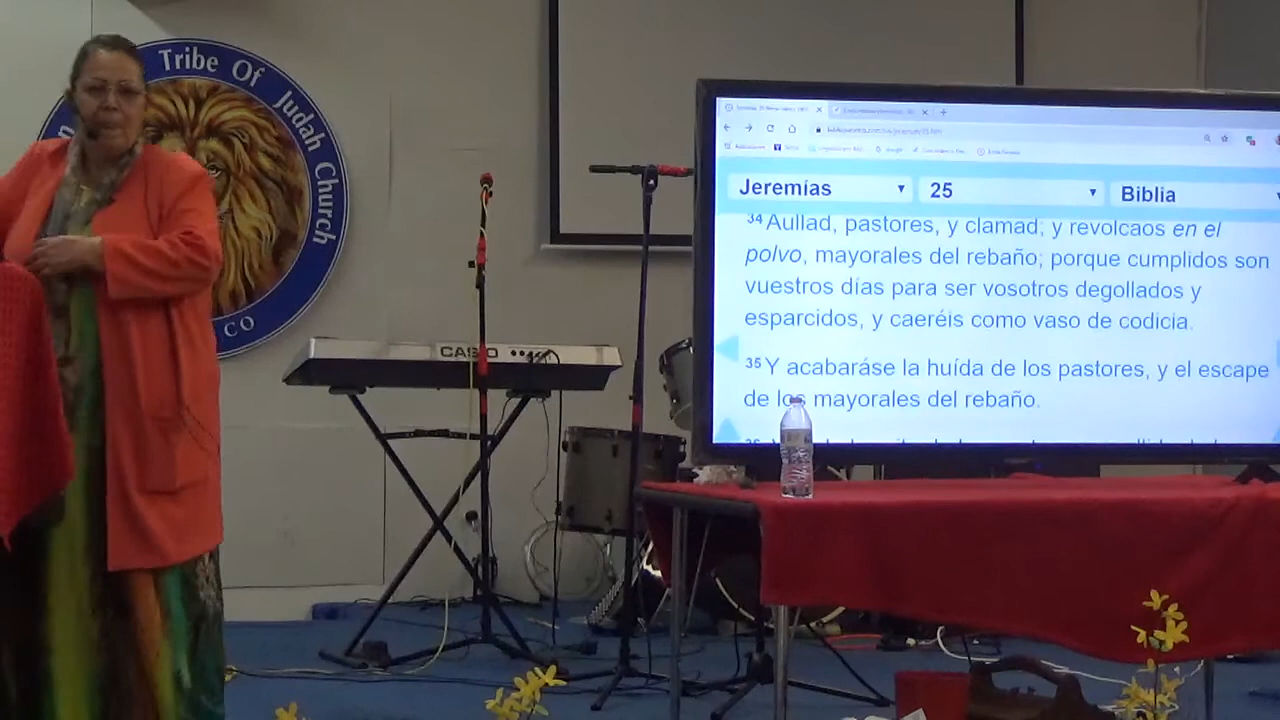 Tribe Of Judah Church
CO
CASIO
Jeremías
25
Biblia
34 Aullad, pastores, y clamad; y revolcaos en el
polvo, mayorales del rebaño; porque cumplidos son
vuestros días para ser vosotros degollados y
esparcidos, y caeréis como vaso de codicia.
35 Y acabaráse la huída de los pastores, y el escape
de los mayorales del rebaño.